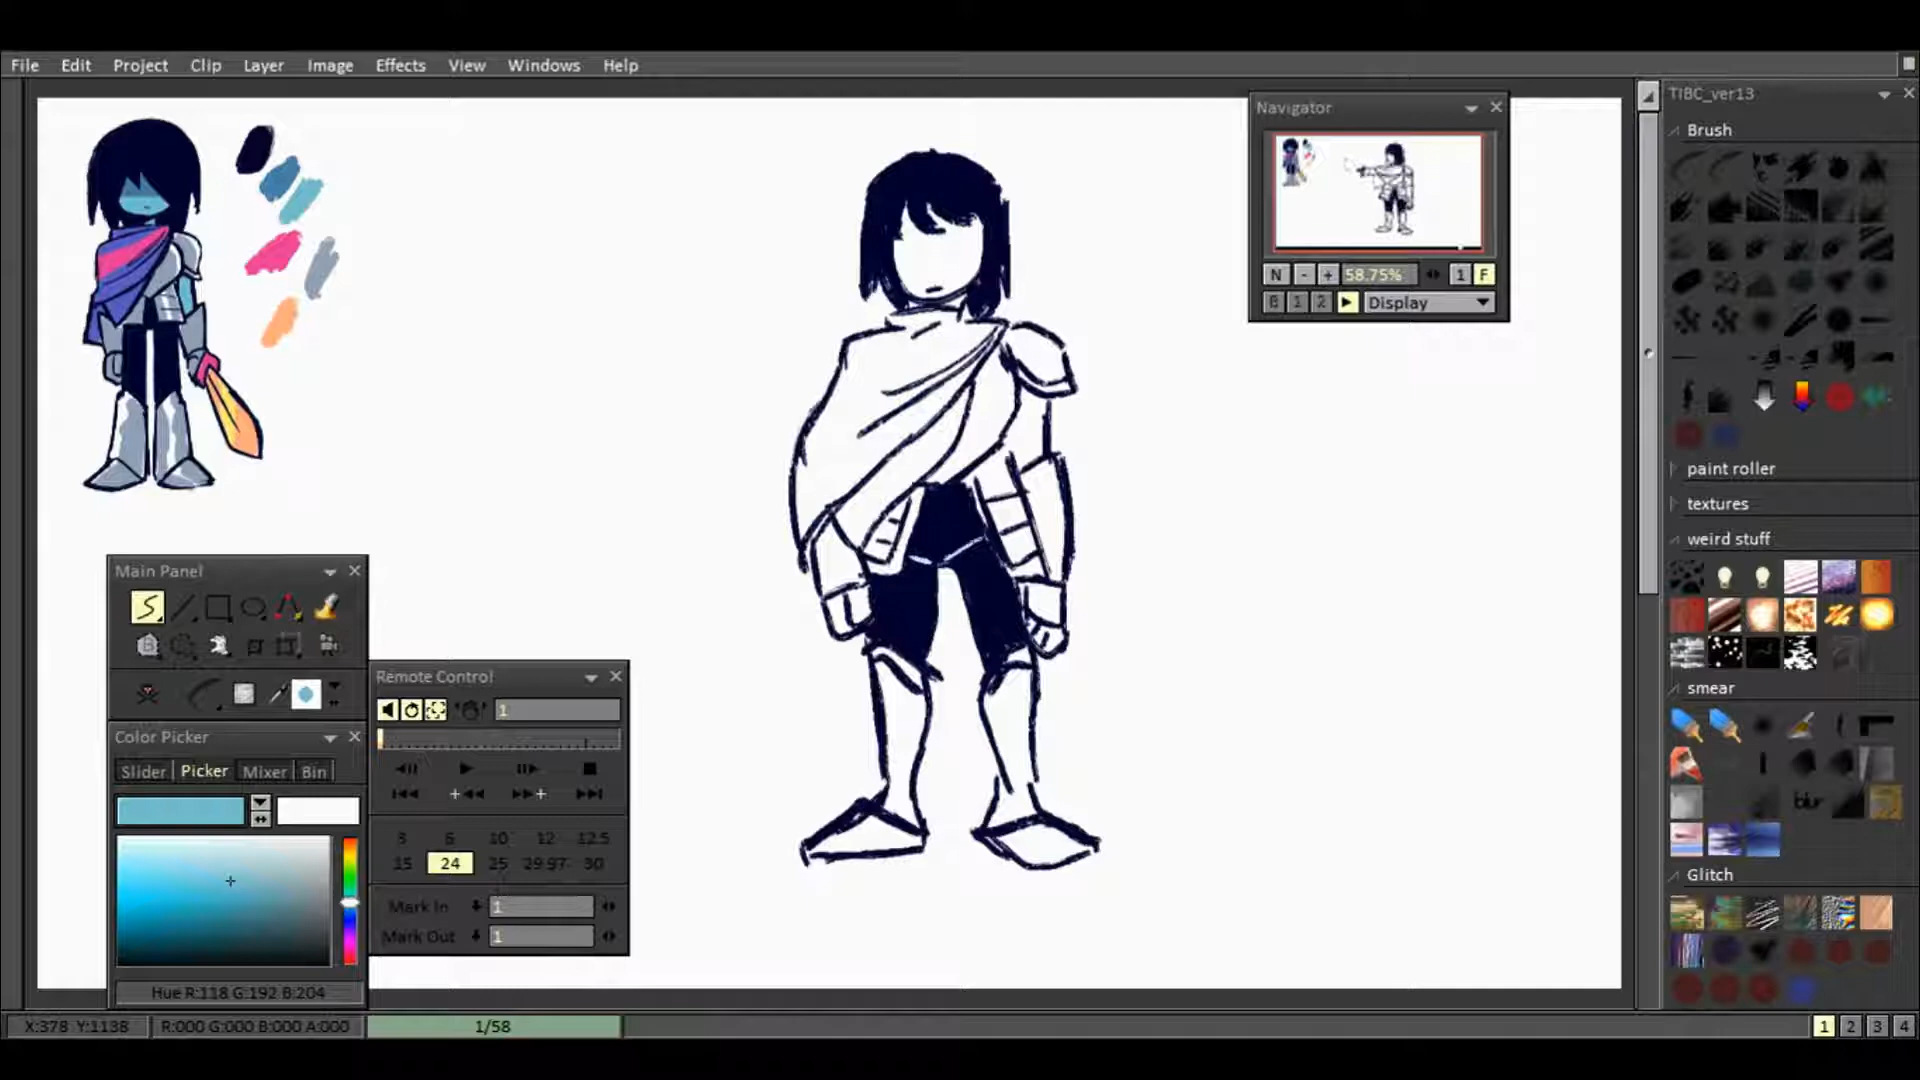 File Edit Project Clip Layer Image Effects View Windows Help
TIBC_ver13
Brush
paint roller
textures
weird stuff
smear
blur
Glitch
Navigator
N - + 58.75% 1 F
1 2 Display
Main Panel
Color Picker
Slider Picker Mixer Bin
Hue R:118 G:192 B:204
Remote Control
1
10 12 12.5
15 24 25 29.97 30
Mark In 1
Mark Out 1
X:378 Y:1138 R:000 G:000 B:000 A:000 1/58 1 2 3 4